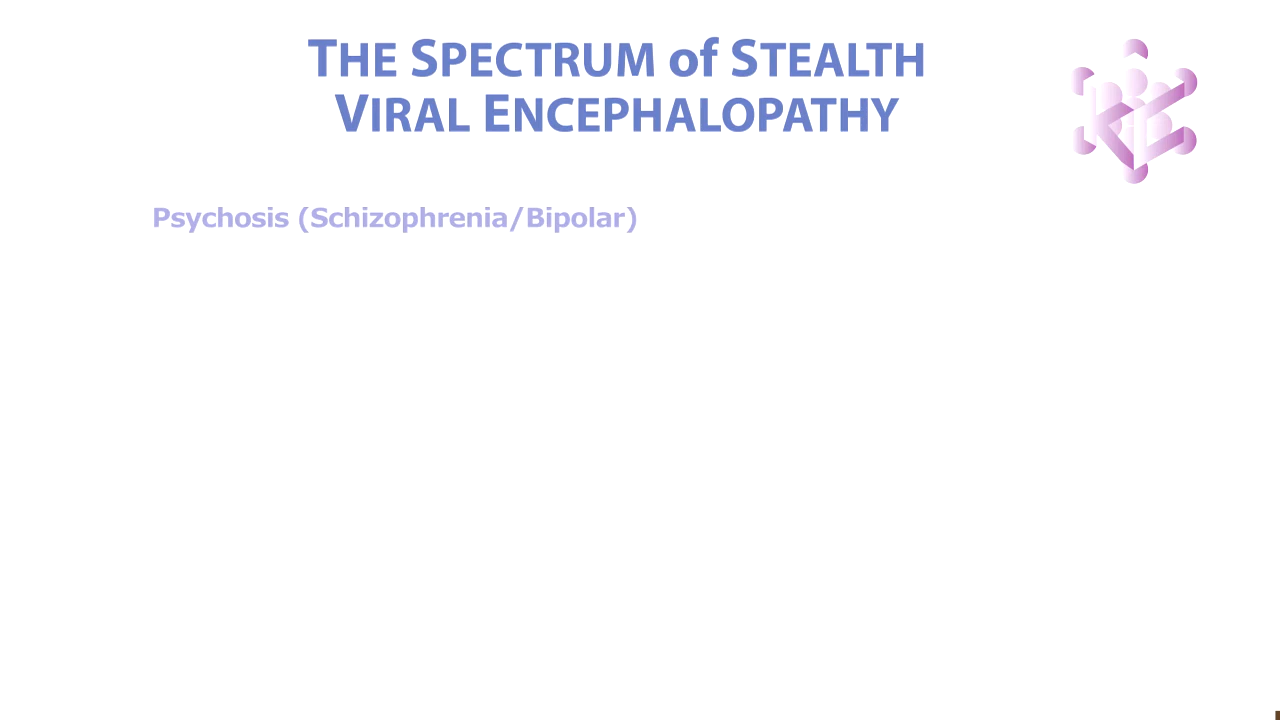 THE SPECTRUM of STEALTH
VIRAL ENCEPHALOPATHY
Psychosis (Schizophrenia/Bipolar)